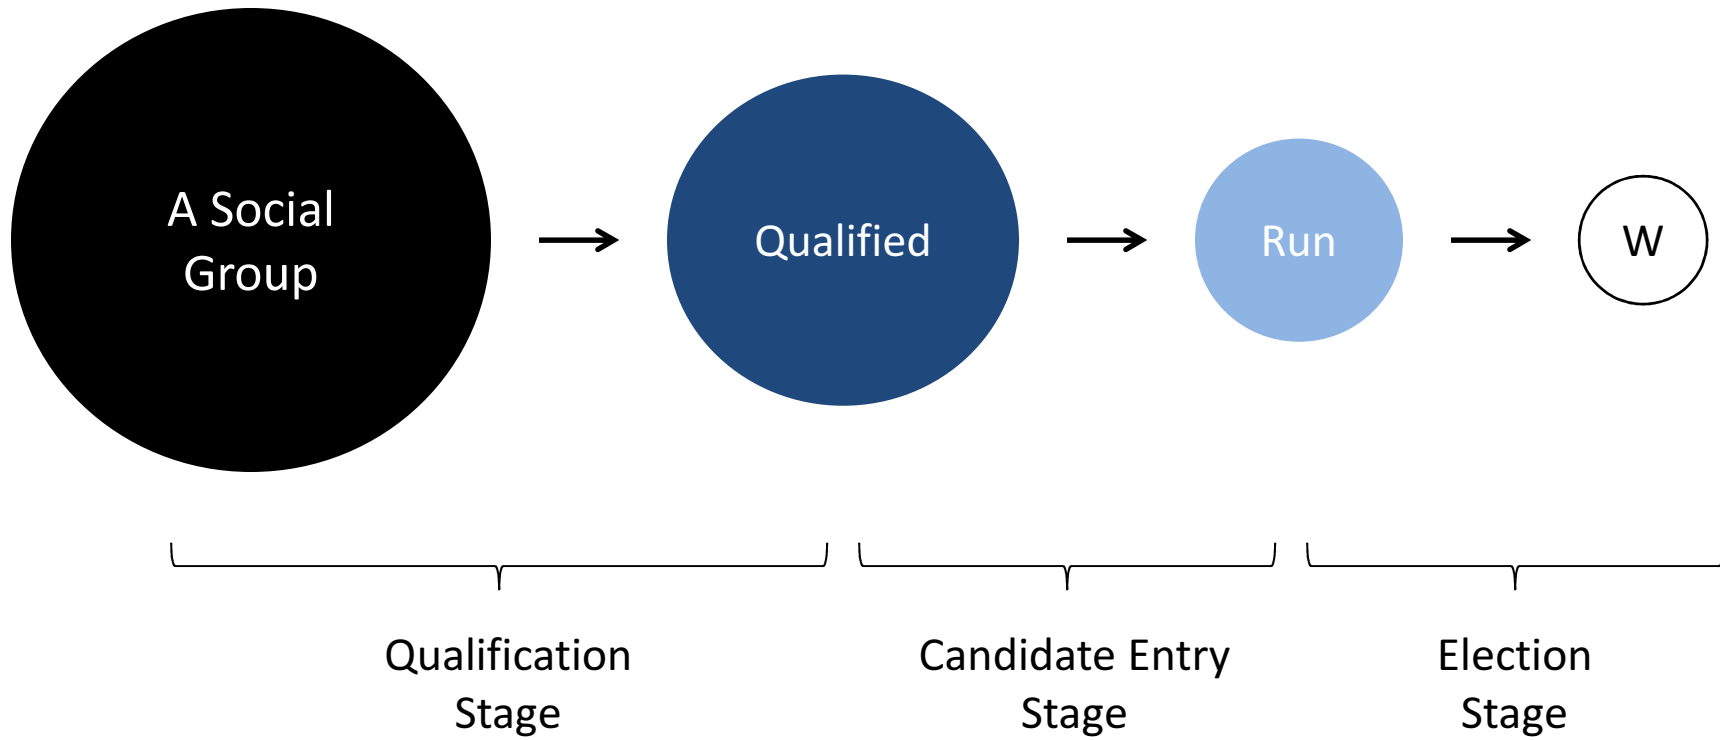 A Social
Group
Qualified
Run
W
Qualification
Stage
Candidate Entry
Stage
Election
Stage